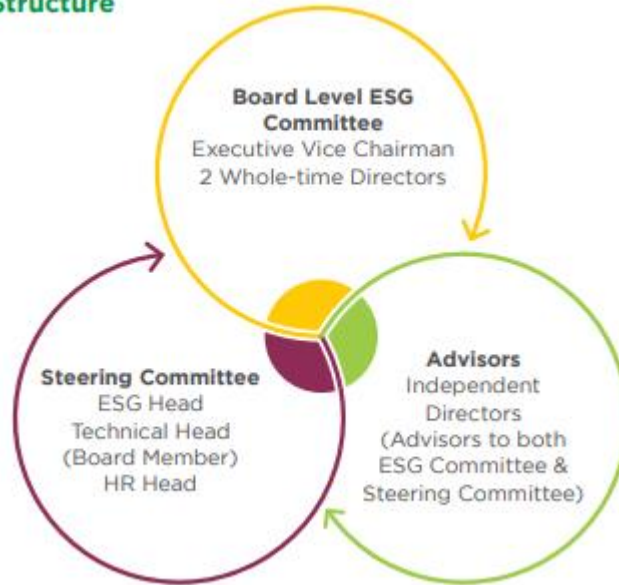 Structure
Board Level ESG
Committee
Executive Vice Chairman
2 Whole-time Directors
Steering Committee
ESG Head
Technical Head
(Board Member)
HR Head
Advisors
Independent
Directors
(Advisors to both
ESG Committee &
Steering Committee)